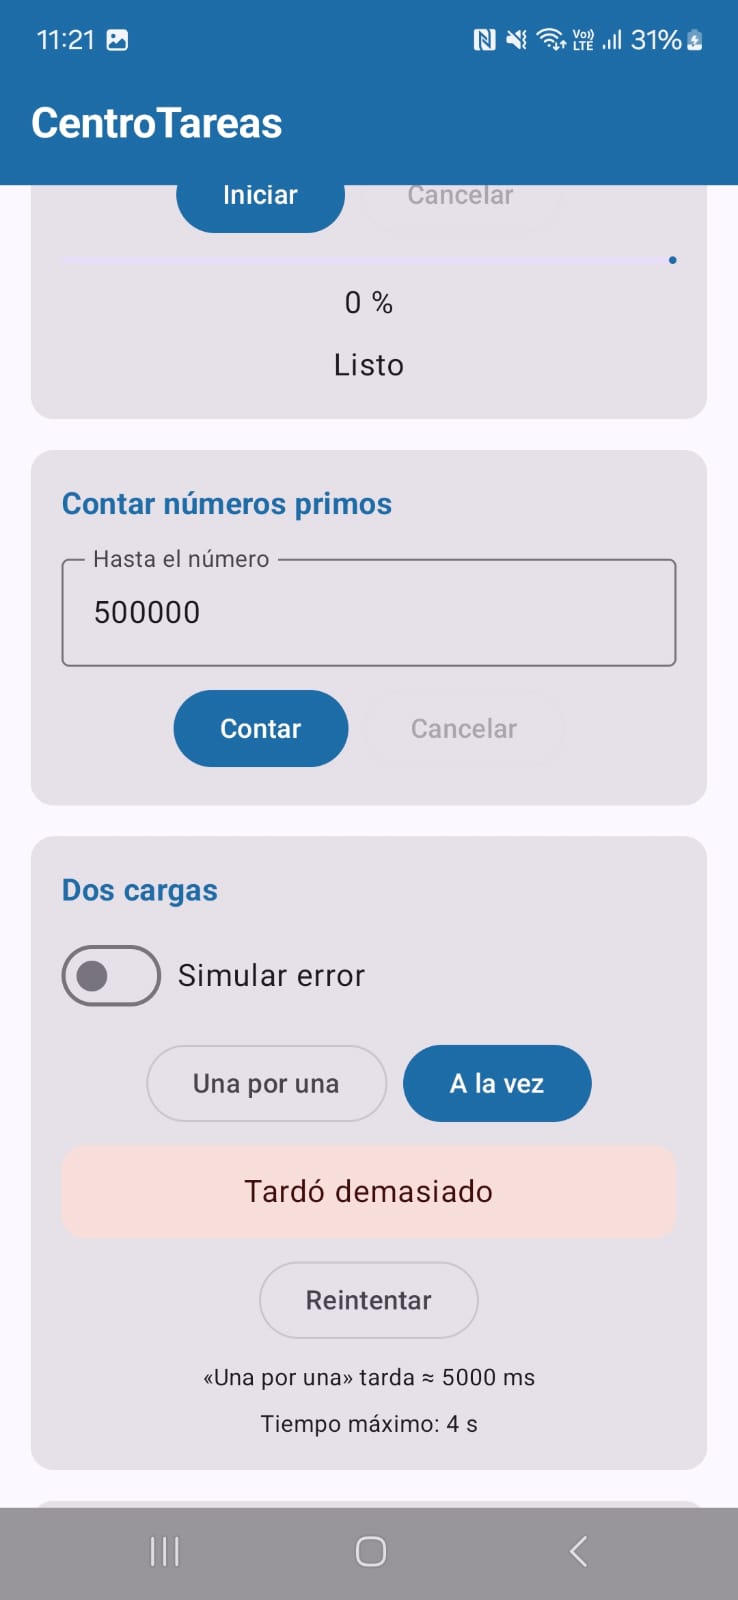 11:21
Vo)) LTE 31%
CentroTareas
Iniciar Cancelar
0 %
Listo
Contar números primos
Hasta el número
500000
Contar Cancelar
Dos cargas
Simular error
Una por una A la vez
Tardó demasiado
Reintentar
«Una por una» tarda ≈ 5000 ms
Tiempo máximo: 4 s